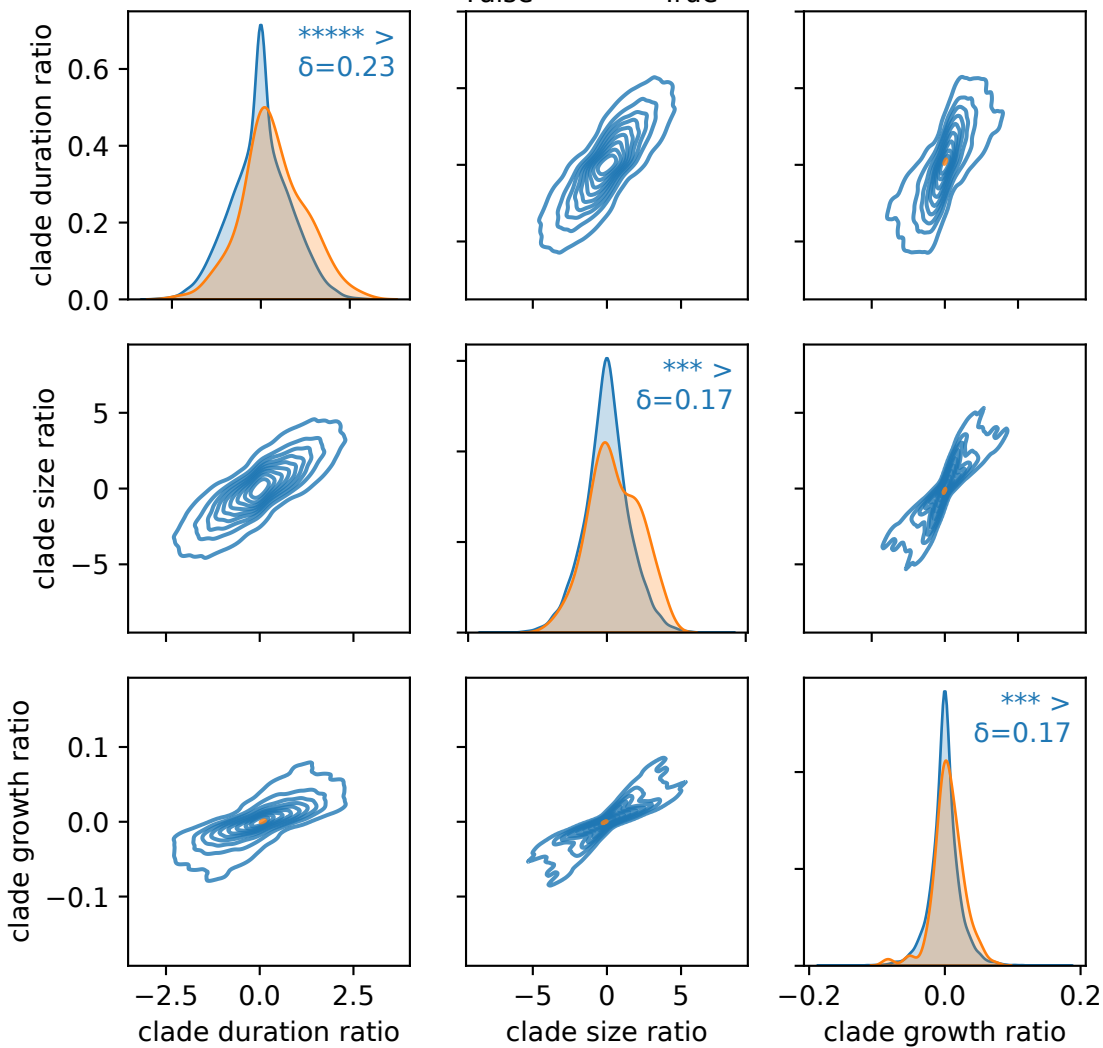 clade duration ratio
0.6
0.4
0.2
0.0
***** >
δ=0.23
clade size ratio
5
0
−5
*** >
δ=0.17
clade growth ratio
0.1
0.0
−0.1
*** >
δ=0.17
−2.5 0.0 2.5
−5 0 5
−0.2 0.0 0.2
clade duration ratio
clade size ratio
clade growth ratio